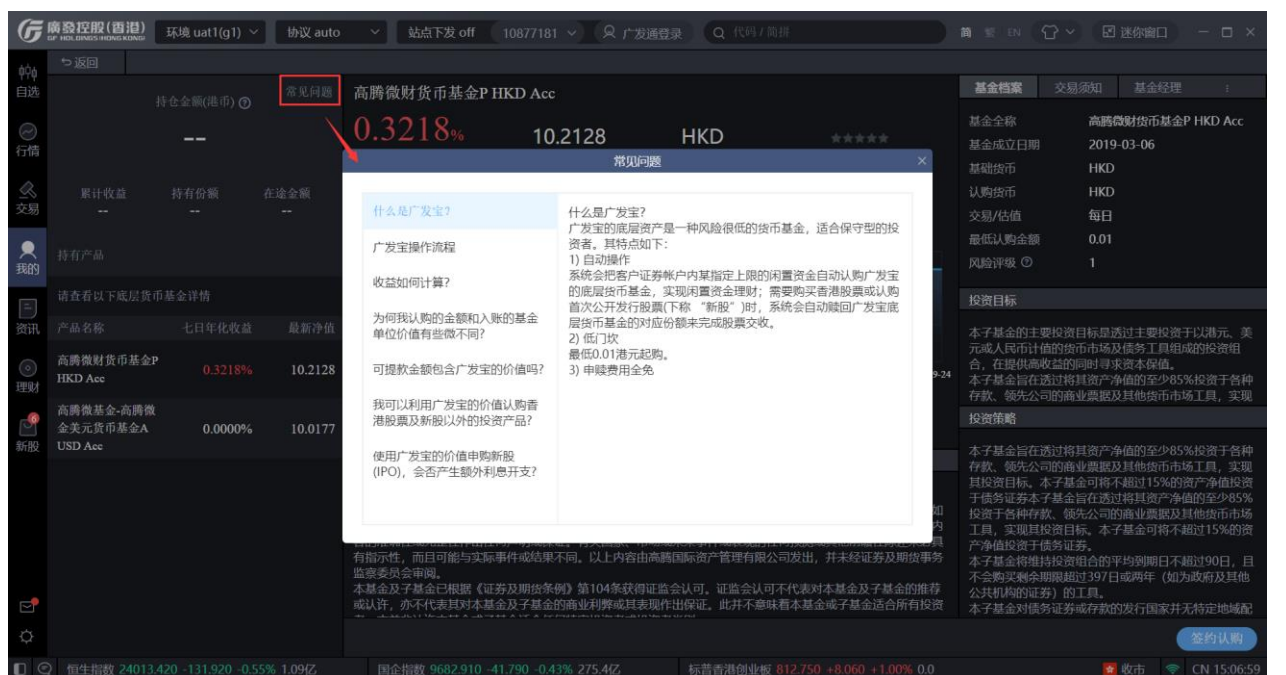 廣發控股(香港)
GF HOLDINGS (HONG KONG)
环境 uat1(g1)
协议 auto
站点下发 off
10877181
广发通登录
代码 / 简拼
简 繁 EN
迷你窗口
自选
行情
交易
我的
资讯
理财
6
新股
返回
持仓金额(港币)
常见问题
--
累计收益 持有份额 在途金额
-- -- --
持有产品
请查看以下底层货币基金详情
产品名称 七日年化收益 最新净值
高腾微财货币基金P
HKD Acc
0.3218% 10.2128
高腾微基金-高腾微
金美元货币基金A
USD Acc
0.0000% 10.0177
高腾微财货币基金P HKD Acc
0.3218% 10.2128 HKD ★★★★★
常见问题
什么是广发宝?
广发宝操作流程
收益如何计算?
为何我认购的金额和入账的基金
单位价值有些微不同?
可提款金额包含广发宝的价值吗?
我可以利用广发宝的价值认购香
港股票及新股以外的投资产品?
使用广发宝的价值申购新股
(IPO)，会否产生额外利息开支?
什么是广发宝?
广发宝的底层资产是一种风险很低的货币基金，适合保守型的投
资者。其特点如下:
1) 自动操作
系统会把客户证券帐户内某指定上限的闲置资金自动认购广发宝
的底层货币基金，实现闲置资金理财；需要购买香港股票或认购
首次公开发行股票(下称 “新股”)时，系统会自动赎回广发宝底
层货币基金的对应份额来完成股票交收。
2) 低门坎
最低0.01港元起购。
3) 申赎费用全免
9-24
如
内
具
有指示性，而且可能与实际事件或结果不同。以上内容由高腾国际资产管理有限公司发出，并未经证券及期货事务
监察委员会审阅。
本基金及子基金已根据《证券及期货条例》第104条获得证监会认可。证监会认可不代表对本基金及子基金的推荐
或认许，亦不代表其对本基金及子基金的商业利弊或其表现作出保证。此并不意味着本基金或子基金适合所有投资
基金档案 交易须知 基金经理
基金全称 高腾微财货币基金P HKD Acc
基金成立日期 2019-03-06
基础货币 HKD
认购货币 HKD
交易/估值 每日
最低认购金额 0.01
风险评级 1
投资目标
本子基金的主要投资目标是透过主要投资于以港元、美
元或人民币计值的货币市场及债务工具组成的投资组
合，在提供高收益的同时寻求资本保值。
本子基金旨在透过将其资产净值的至少85%投资于各种
存款、领先公司的商业票据及其他货币市场工具，实现
投资策略
本子基金旨在透过将其资产净值的至少85%投资于各种
存款、领先公司的商业票据及其他货币市场工具，实现
其投资目标。本子基金可将不超过15%的资产净值投资
于债务证券本子基金旨在透过将其资产净值的至少85%
投资于各种存款、领先公司的商业票据及其他货币市场
工具，实现其投资目标。本子基金可将不超过15%的资
产净值投资于债务证券。
本子基金将维持投资组合的平均到期日不超过90日，且
不会购买剩余期限超过397日或两年（如为政府及其他
公共机构的证券）的工具。
本子基金对债务证券或存款的发行国家并无特定地域配
签约认购
恒生指数 24013.420 -131.920 -0.55% 1.09亿
国企指数 9682.910 -41.790 -0.43% 275.4亿
标普香港创业板 812.750 +8.060 +1.00% 0.0
收市 CN 15:06:59